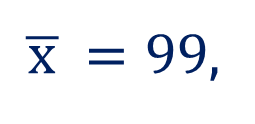 x̅ = 99,